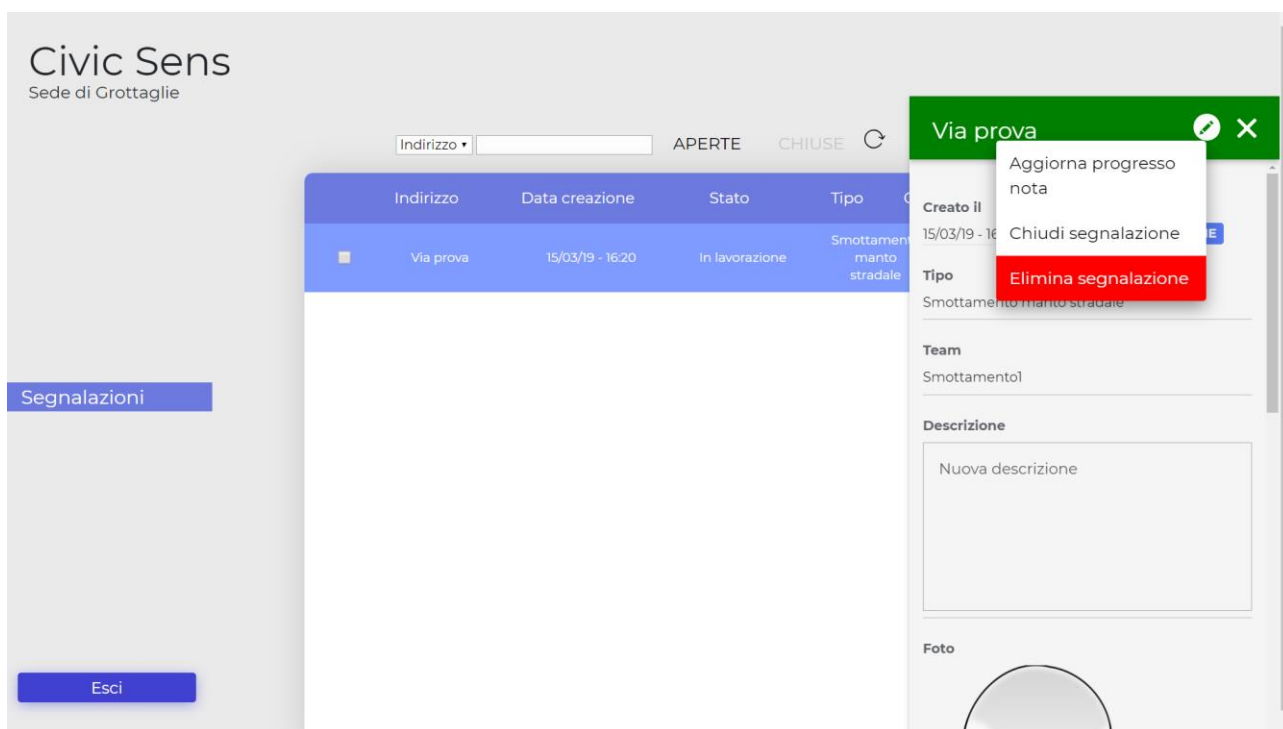 Civic Sens
Sede di Grottaglie
Indirizzo
APERTE CHIUSE
Indirizzo Data creazione Stato Tipo
Via prova 15/03/19 - 16:20 In lavorazione
Smottamen
manto
stradale
Segnalazioni
Esci
Via prova
Aggiorna progresso
nota
Chiudi segnalazione
Elimina segnalazione
Creato il
15/03/19 - 16
Tipo
Smottamento manto stradale
Team
Smottamento1
Descrizione
Nuova descrizione
Foto